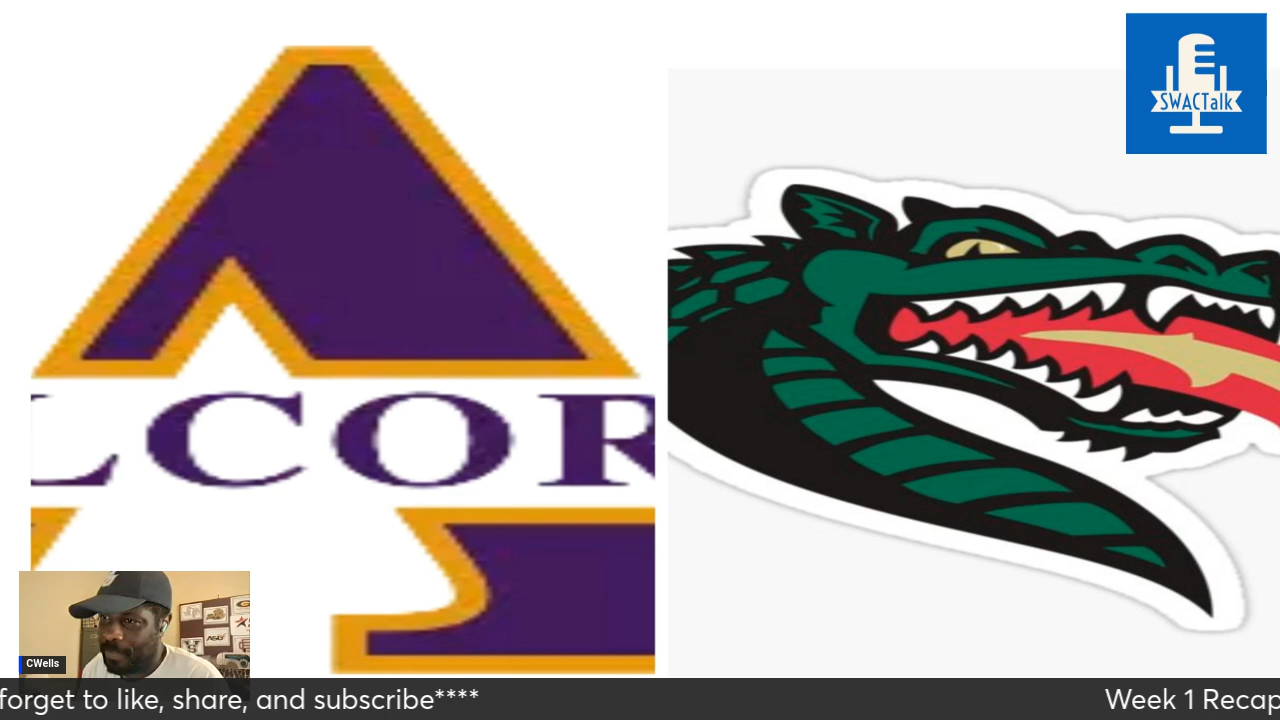 SWACTalk
LCOR
CWells
forget to like, share, and subscribe****
Week 1 Recap